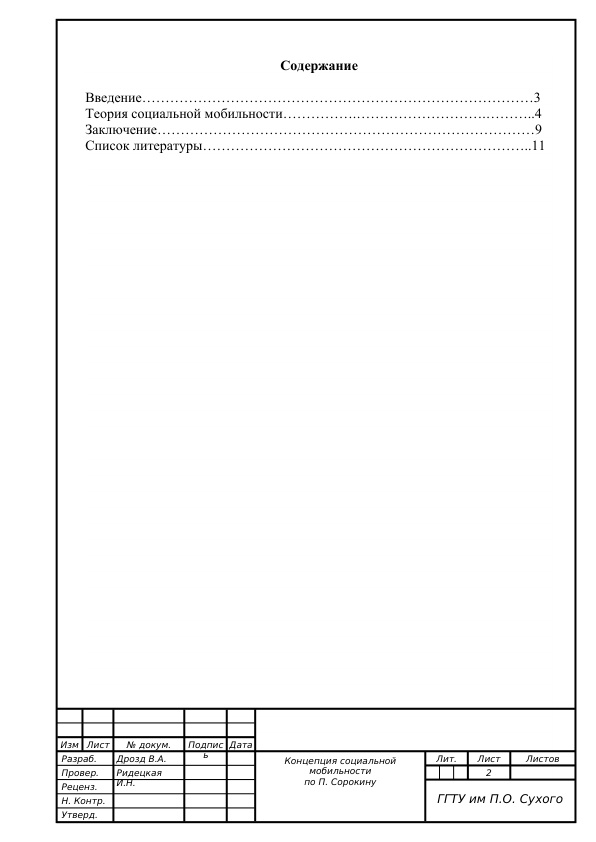 Содержание
Введение…………………………………………………………………………3
Теория социальной мобильности…………………………………….………..4
Заключение………………………………………………………………………9
Список литературы……………………………………………………………..11
Изм Лист № докум. Подпис
ь Дата
Разраб. Дрозд В.А.
Провер. Ридецкая
И.Н.
Реценз.
Н. Контр.
Утверд.
Концепция социальной
мобильности
по П. Сорокину
Лит. Лист Листов
2
ГГТУ им П.О. Сухого